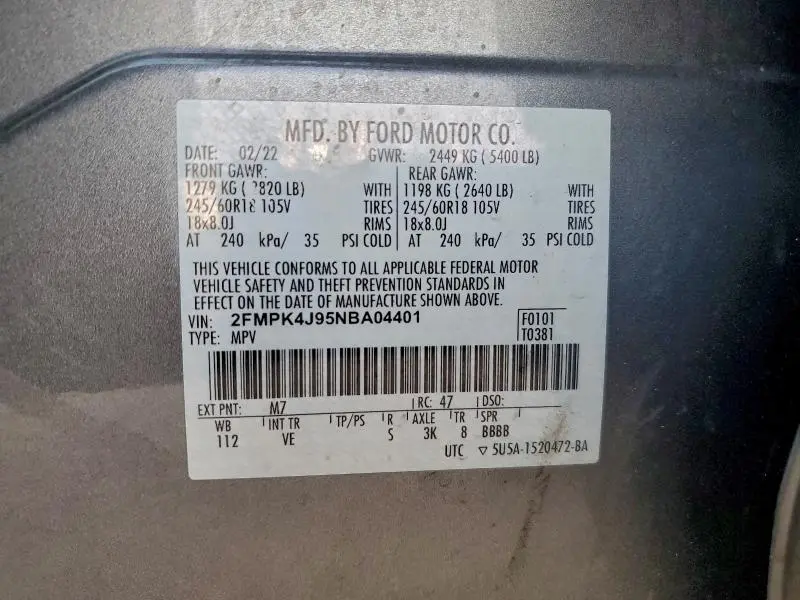 MFD. BY FORD MOTOR CO.
DATE: 02/22 GVWR: 2449 KG ( 5400 LB)
FRONT GAWR: REAR GAWR:
1279 KG ( 2820 LB) WITH 1198 KG ( 2640 LB) WITH
245/60R18 105V TIRES 245/60R18 105V TIRES
18x8.0J RIMS 18x8.0J RIMS
AT 240 kPa/ 35 PSI COLD AT 240 kPa/ 35 PSI COLD
THIS VEHICLE CONFORMS TO ALL APPLICABLE FEDERAL MOTOR
VEHICLE SAFETY AND THEFT PREVENTION STANDARDS IN
EFFECT ON THE DATE OF MANUFACTURE SHOWN ABOVE.
VIN: 2FMPK4J95NBA04401 F0101
TYPE: MPV T0381
EXT PNT: M7 RC: 47 DSO:
WB INT TR TP/PS R AXLE TR SPR
112 VE S 3K 8 BBBB
UTC ▽ 5U5A-1520472-BA